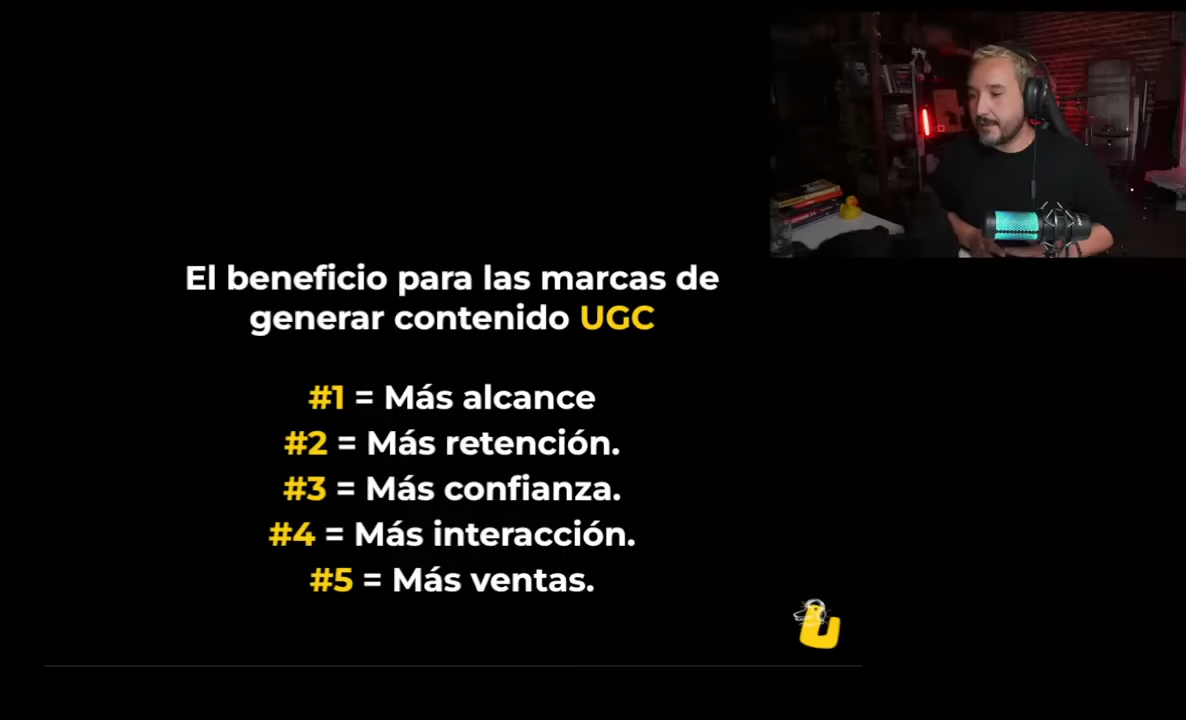 El beneficio para las marcas de
generar contenido UGC
#1 = Más alcance
#2 = Más retención.
#3 = Más confianza.
#4 = Más interacción.
#5 = Más ventas.
U